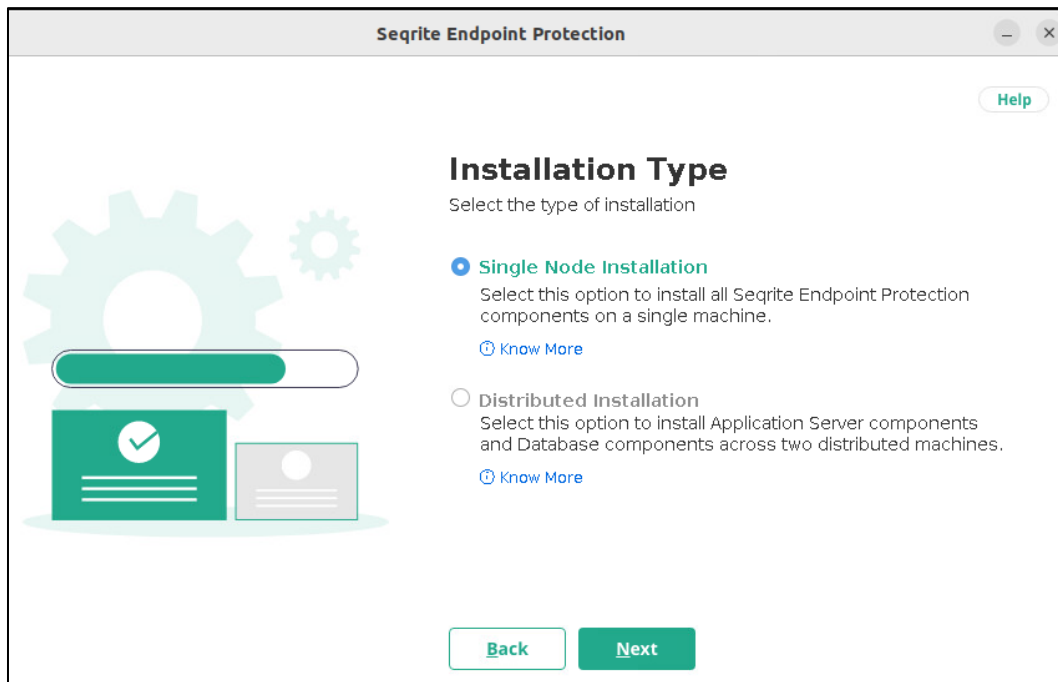 Seqrite Endpoint Protection
Help
Installation Type
Select the type of installation
Single Node Installation
Select this option to install all Seqrite Endpoint Protection
components on a single machine.
Know More
Distributed Installation
Select this option to install Application Server components
and Database components across two distributed machines.
Know More
Back
Next